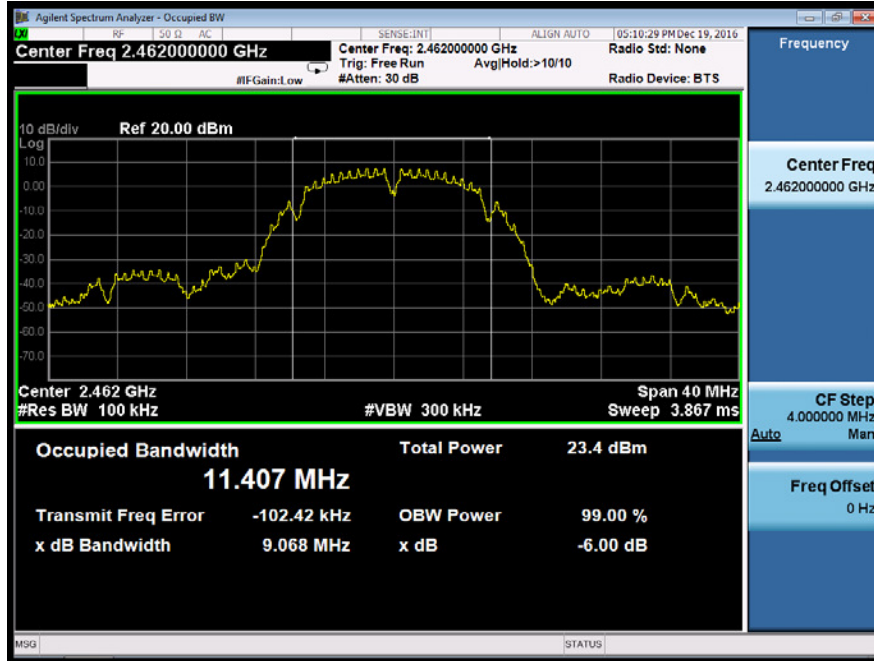 Agilent Spectrum Analyzer - Occupied BW
RF 50 Ω AC SENSE:INT ALIGN AUTO 05:10:29 PM Dec 19, 2016
Center Freq 2.462000000 GHz
Center Freq: 2.462000000 GHz Radio Std: None
Trig: Free Run Avg|Hold:>10/10
#IFGain:Low #Atten: 30 dB Radio Device: BTS
10 dB/div Ref 20.00 dBm
Log
10.0
0.00
-10.0
-20.0
-30.0
-40.0
-50.0
-60.0
-70.0
Center 2.462 GHz Span 40 MHz
#Res BW 100 kHz #VBW 300 kHz Sweep 3.867 ms
Occupied Bandwidth Total Power 23.4 dBm
11.407 MHz
Transmit Freq Error -102.42 kHz OBW Power 99.00 %
x dB Bandwidth 9.068 MHz x dB -6.00 dB
Frequency
Center Freq
2.462000000 GHz
CF Step
4.000000 MHz
Auto Man
Freq Offset
0 Hz
MSG STATUS